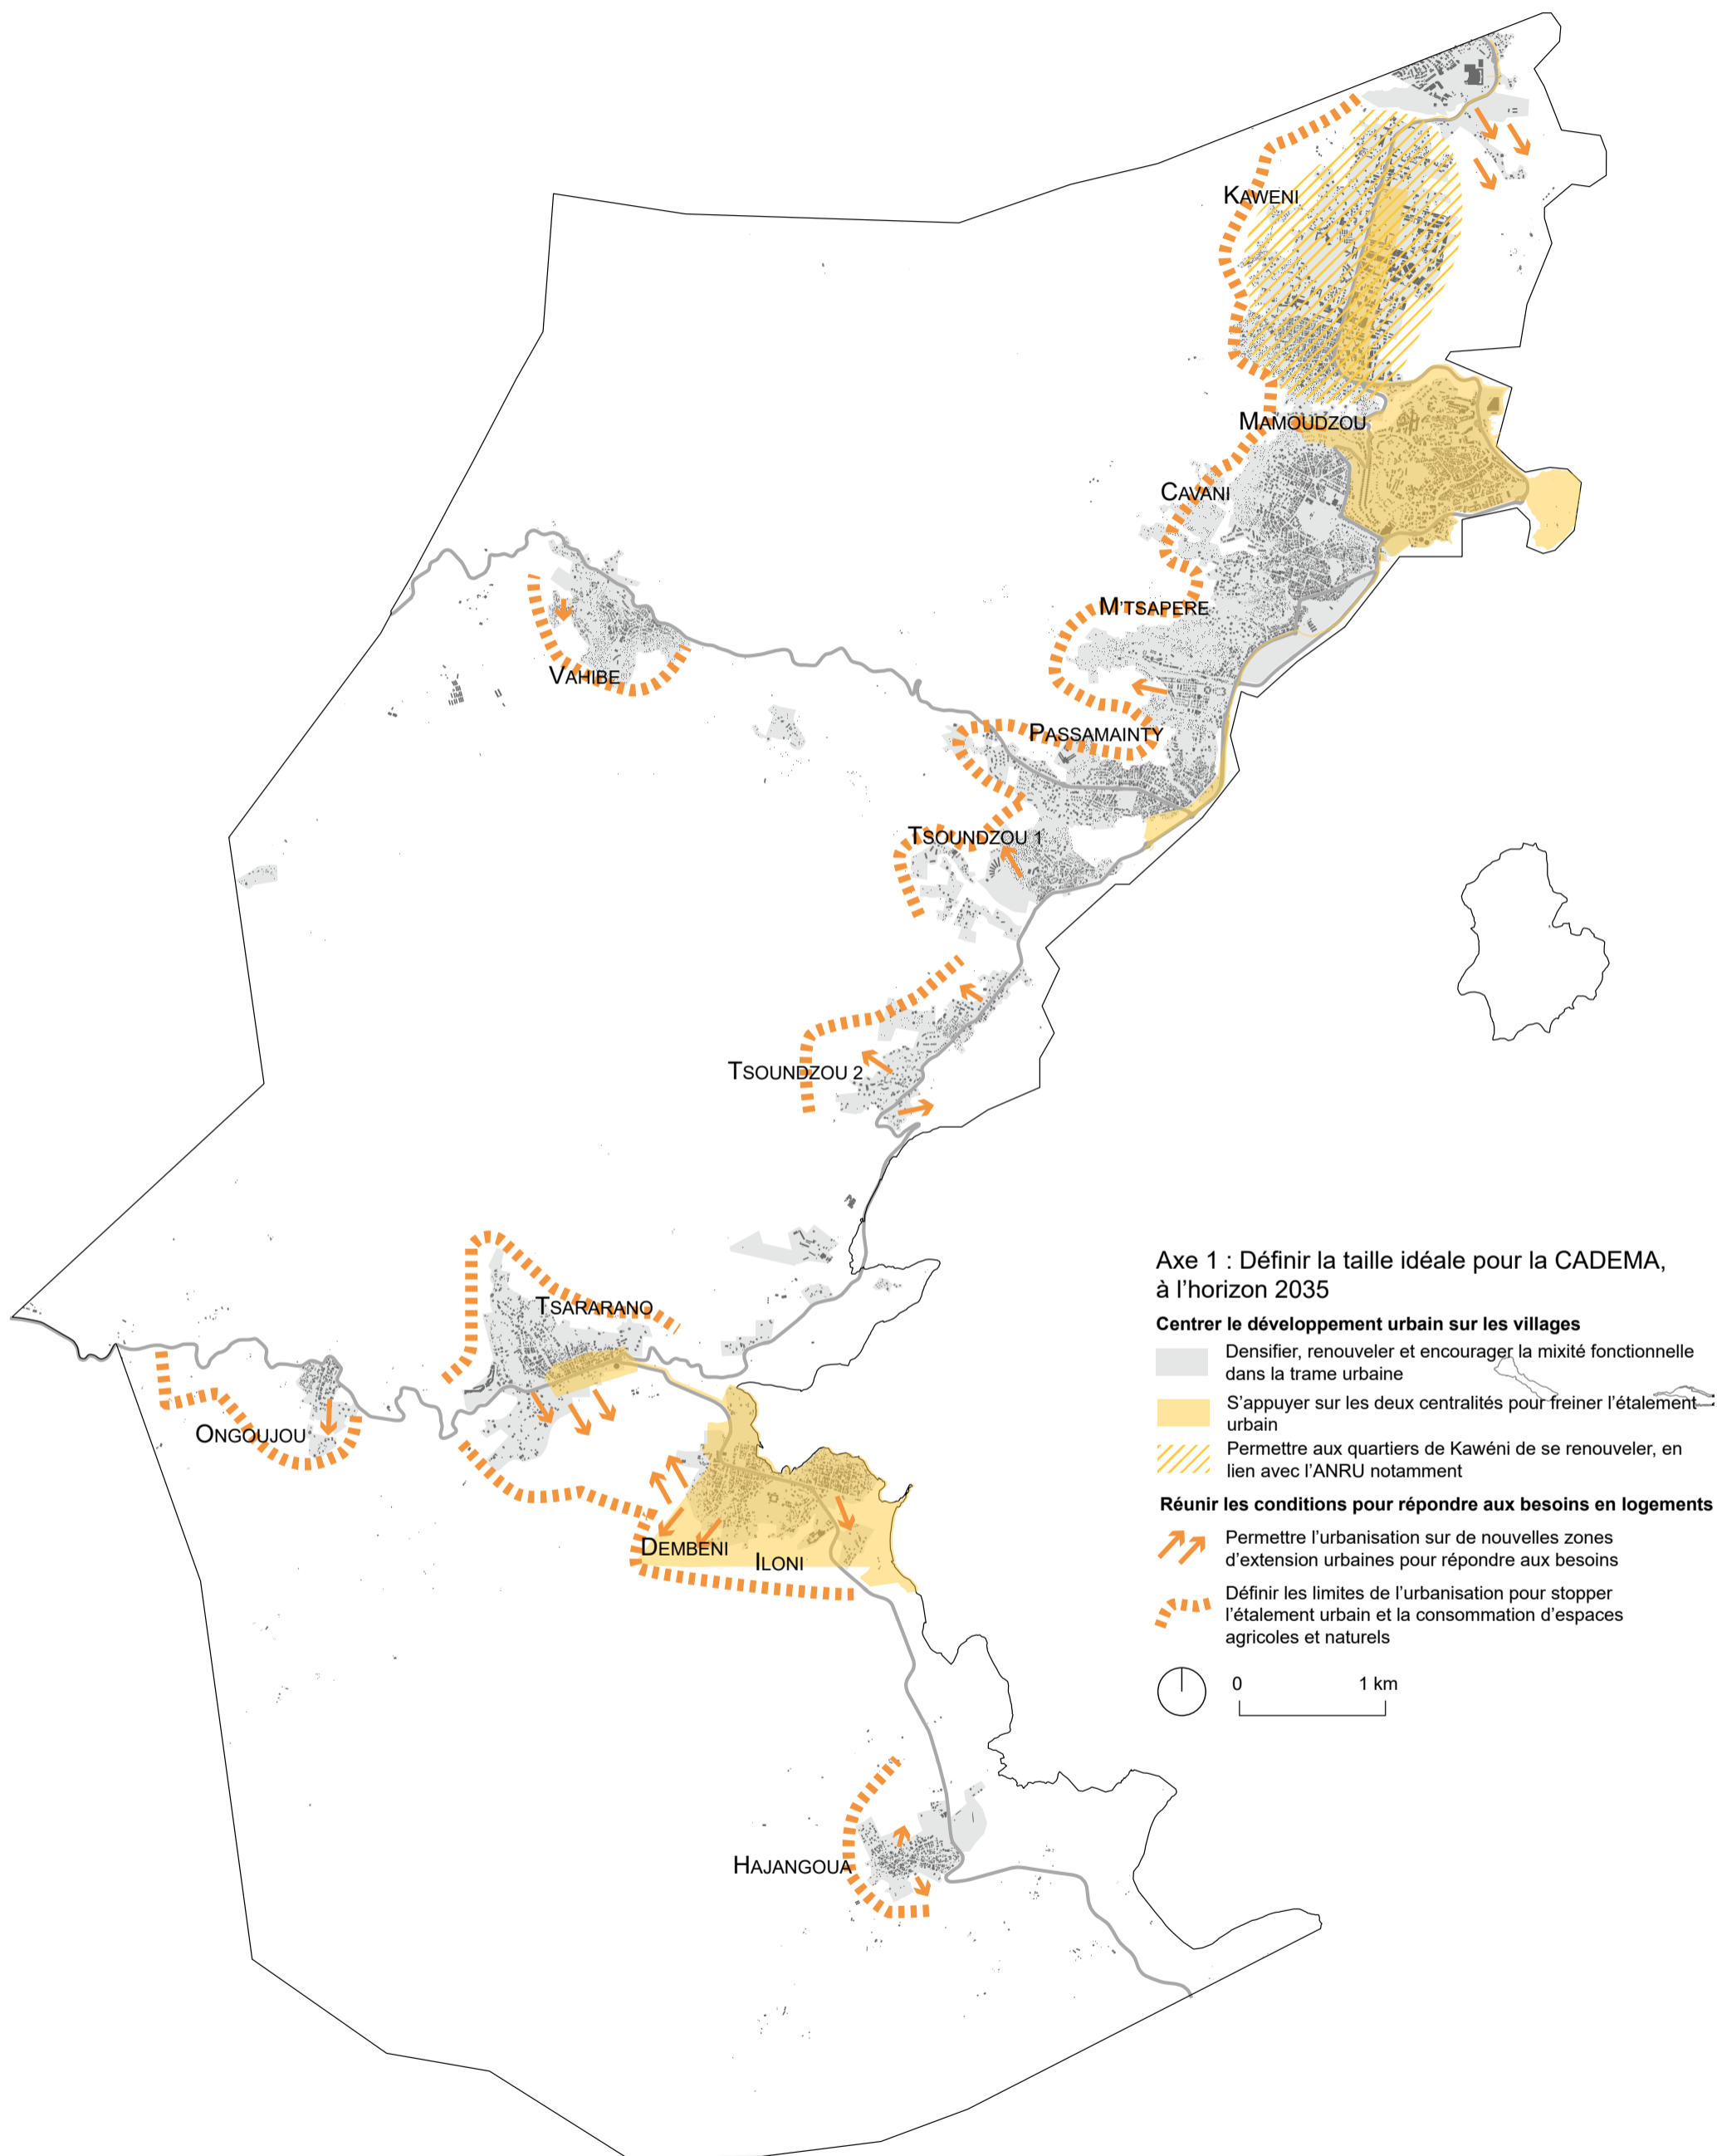 KAWENI
MAMOUDZOU
CAVANI
M'TSAPERE
VAHIBE
PASSAMAINTY
TSOUNDZOU 1
TSOUNDZOU 2
TSARARANO
ONGOUJOU
DEMBENI
ILONI
HAJANGOUA
Axe 1 : Définir la taille idéale pour la CADEMA,
à l'horizon 2035
Centrer le développement urbain sur les villages
Densifier, renouveler et encourager la mixité fonctionnelle
dans la trame urbaine
S'appuyer sur les deux centralités pour freiner l'étalement
urbain
Permettre aux quartiers de Kawéni de se renouveler, en
lien avec l'ANRU notamment
Réunir les conditions pour répondre aux besoins en logements
Permettre l'urbanisation sur de nouvelles zones
d'extension urbaines pour répondre aux besoins
Définir les limites de l'urbanisation pour stopper
l'étalement urbain et la consommation d'espaces
agricoles et naturels
0 1 km